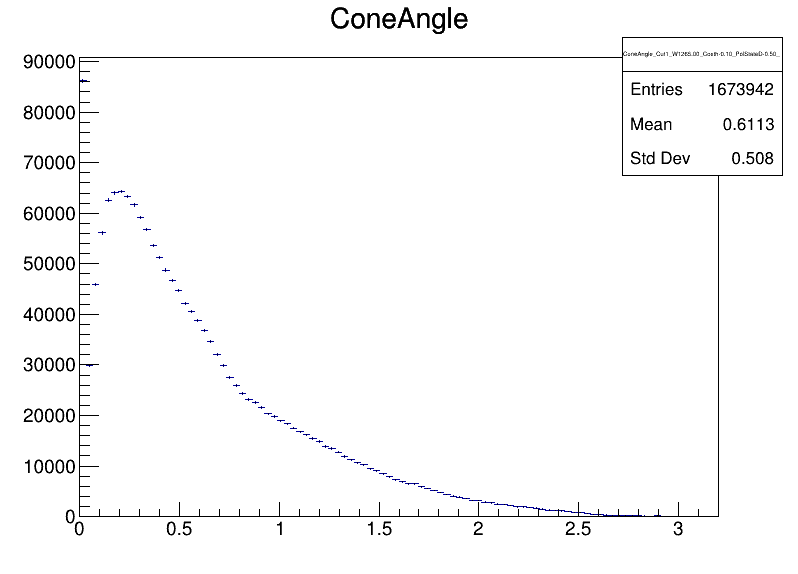 ConeAngle
ConeAngle_Cut1_W1265.00_Costh-0.10_PolStateD-0.50_
Entries 1673942
Mean 0.6113
Std Dev 0.508
90000
80000
70000
60000
50000
40000
30000
20000
10000
0
0 0.5 1 1.5 2 2.5 3